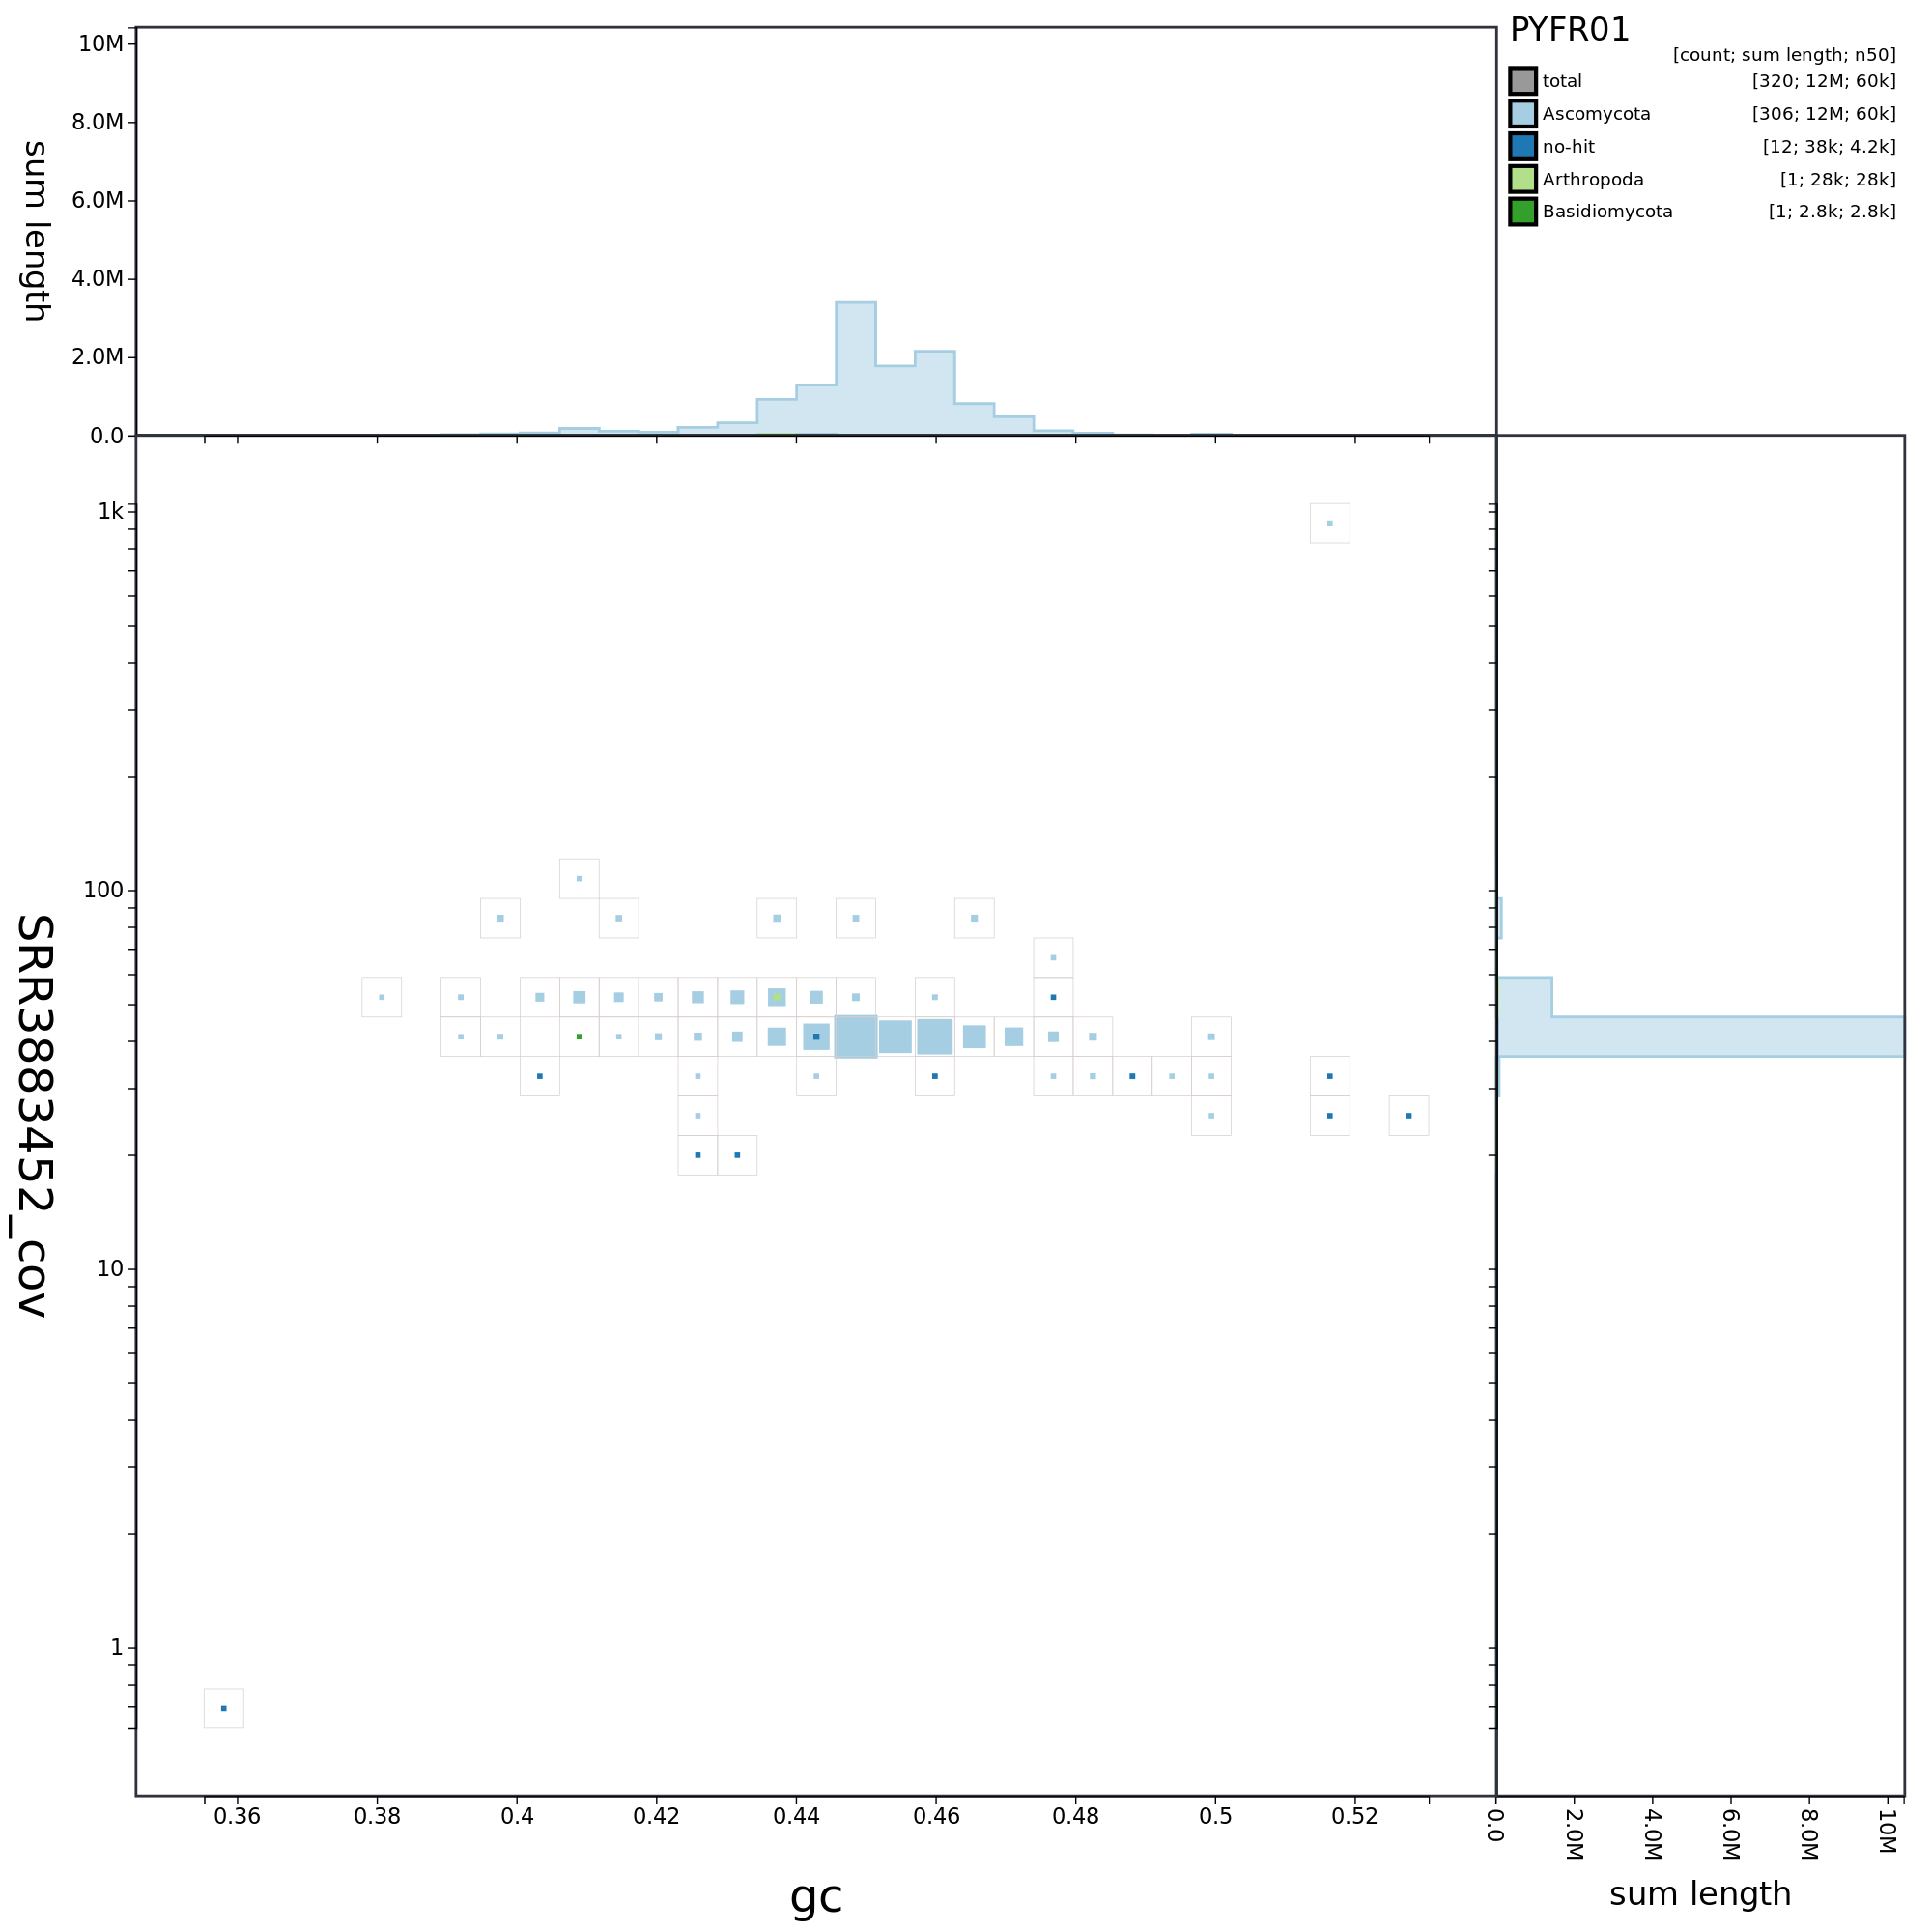 PYFR01
[count; sum length; n50]
total [320; 12M; 60k]
Ascomycota [306; 12M; 60k]
no-hit [12; 38k; 4.2k]
Arthropoda [1; 28k; 28k]
Basidiomycota [1; 2.8k; 2.8k]
sum length
10M
8.0M
6.0M
4.0M
2.0M
0.0
SRR3883452_cov
1k
100
10
1
0.36 0.38 0.4 0.42 0.44 0.46 0.48 0.5 0.52
gc
0.0 2.0M 4.0M 6.0M 8.0M 10M
sum length